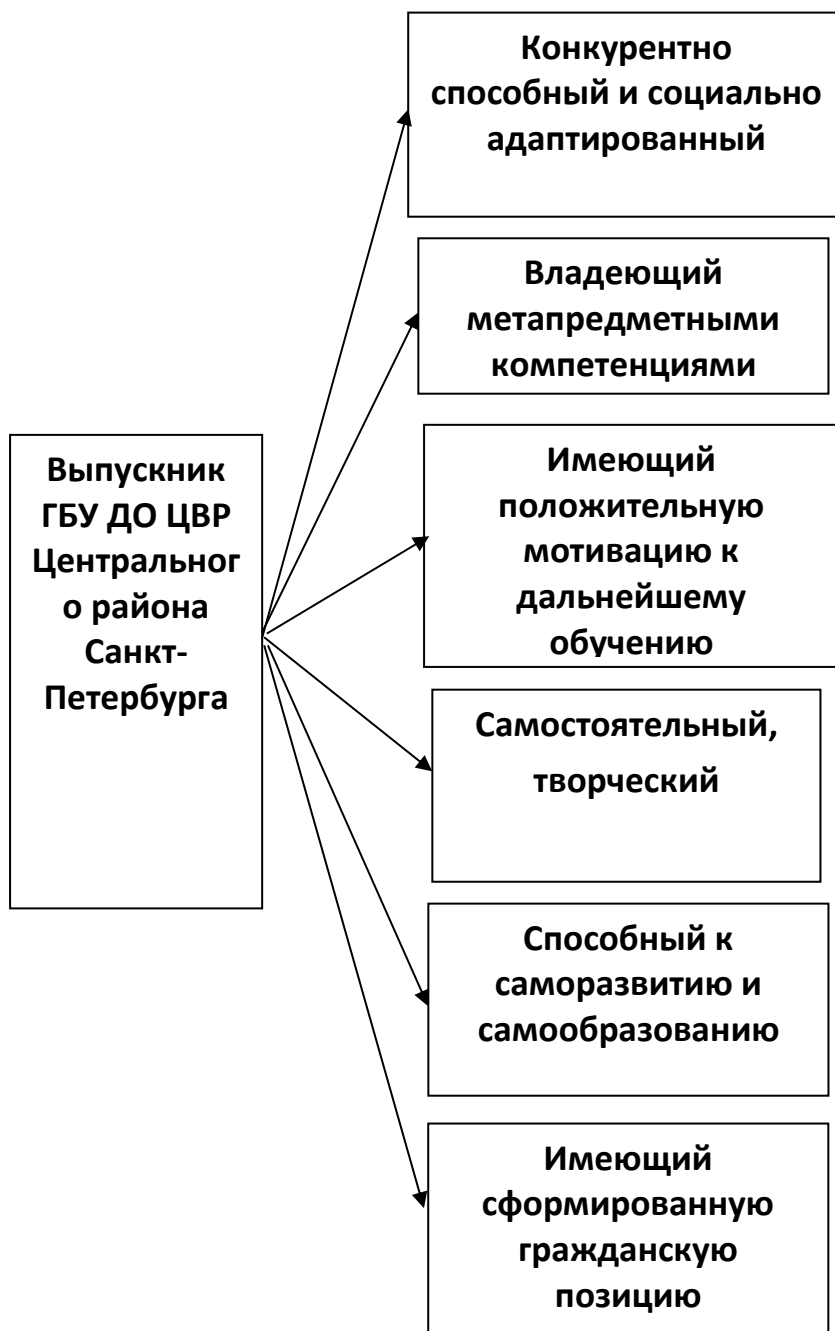 Конкурентно
способный и социально
адаптированный
Владеющий
метапредметными
компетенциями
Выпускник
ГБУ ДО ЦВР
Центральног
о района
Санкт-
Петербурга
Имеющий
положительную
мотивацию к
дальнейшему
обучению
Самостоятельный,
творческий
Способный к
саморазвитию и
самообразованию
Имеющий
сформированную
гражданскую
позицию